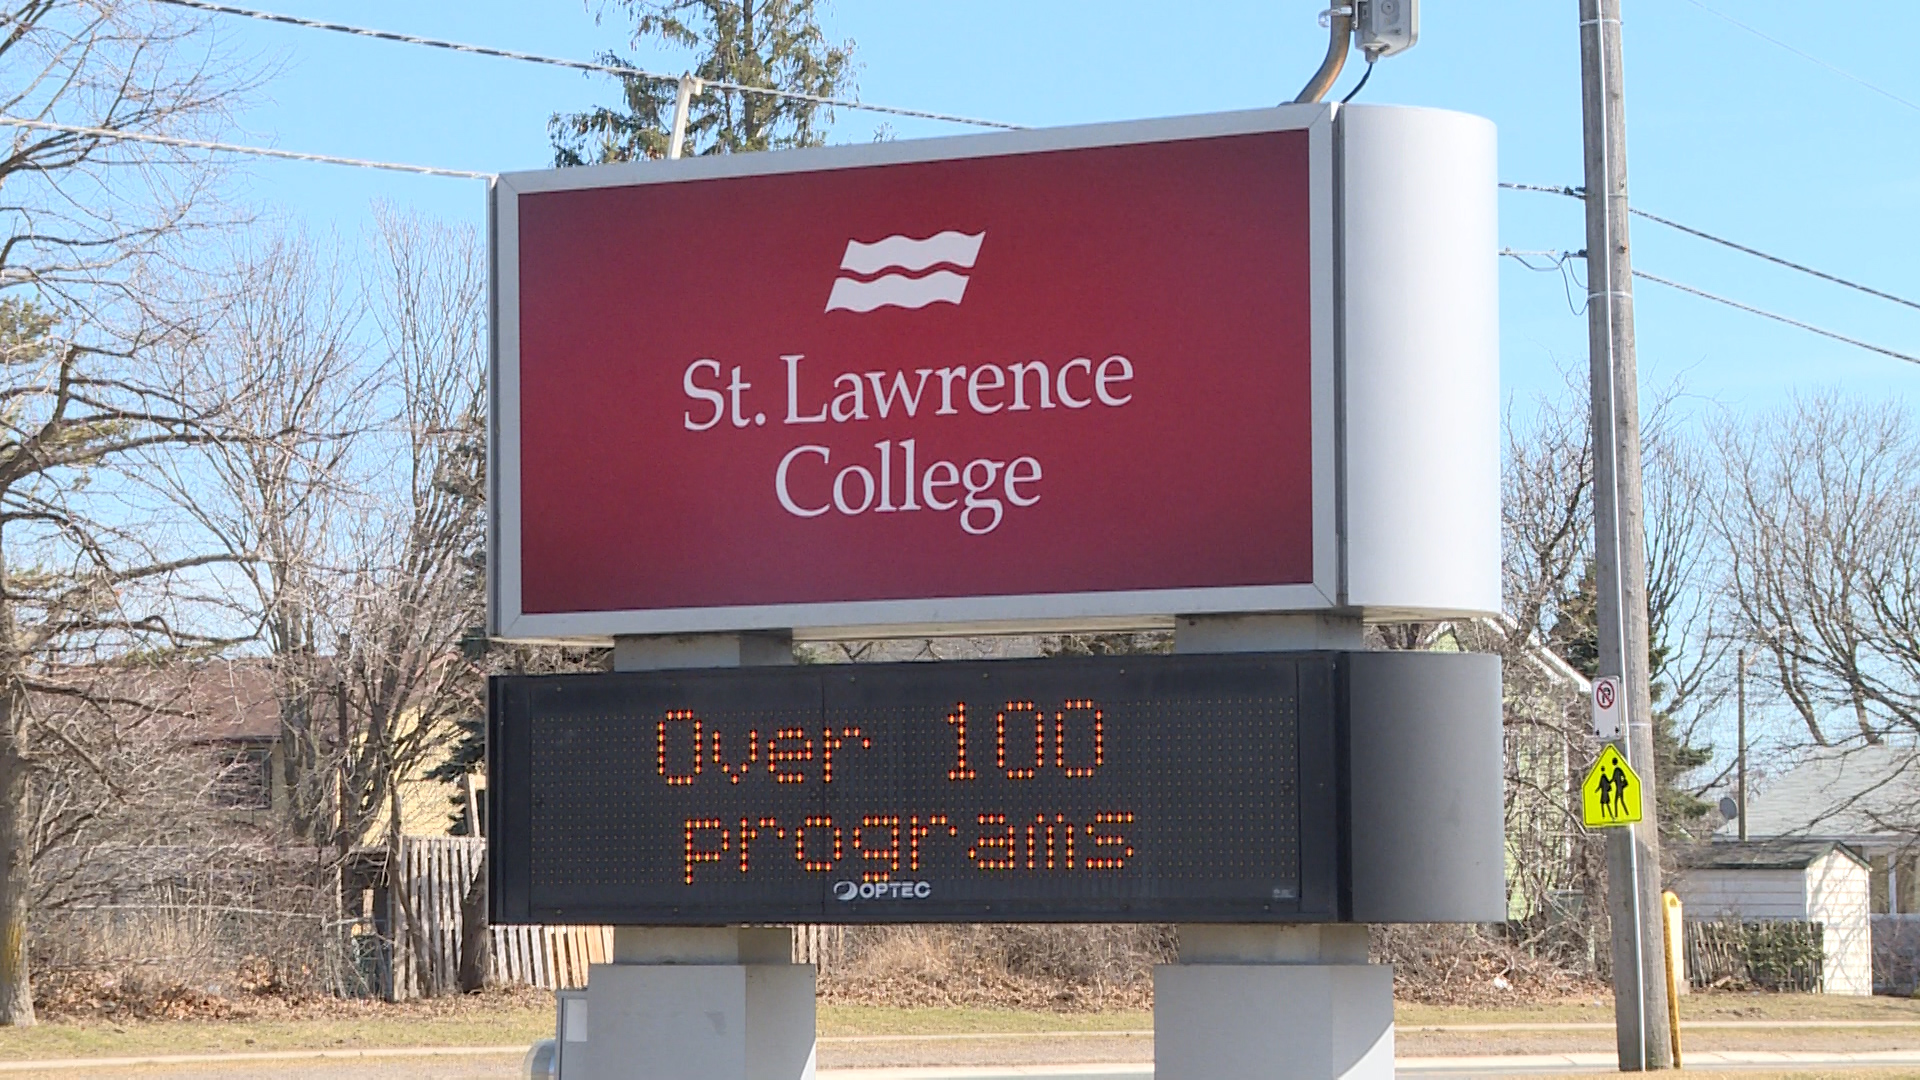 St. Lawrence
College
Over 100
programs
OPTEC